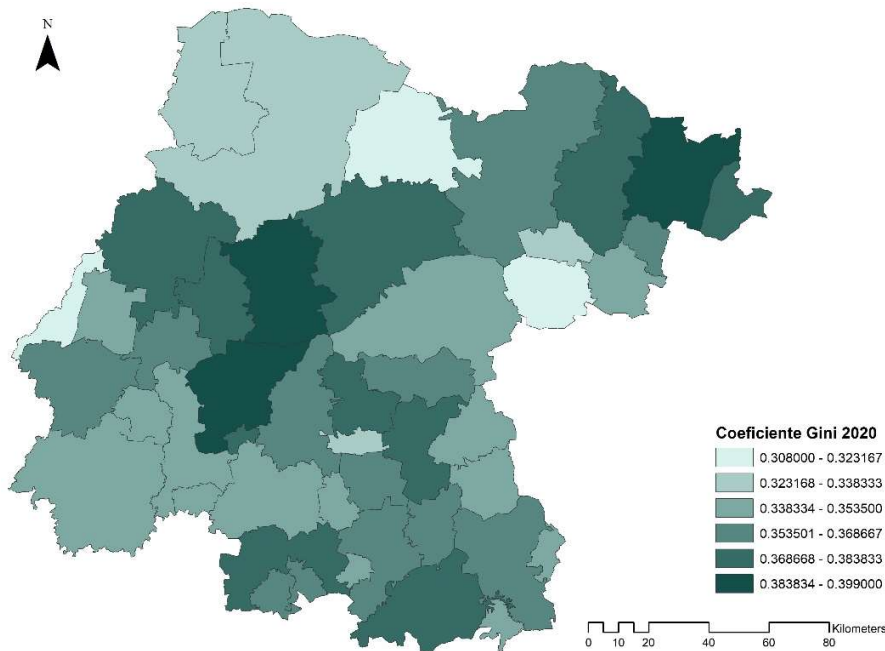 N
Coeficiente Gini 2020
0.308000 - 0.323167
0.323168 - 0.338333
0.338334 - 0.353500
0.353501 - 0.368667
0.368668 - 0.383833
0.383834 - 0.399000
Kilometers
0 5 10 20 40 60 80